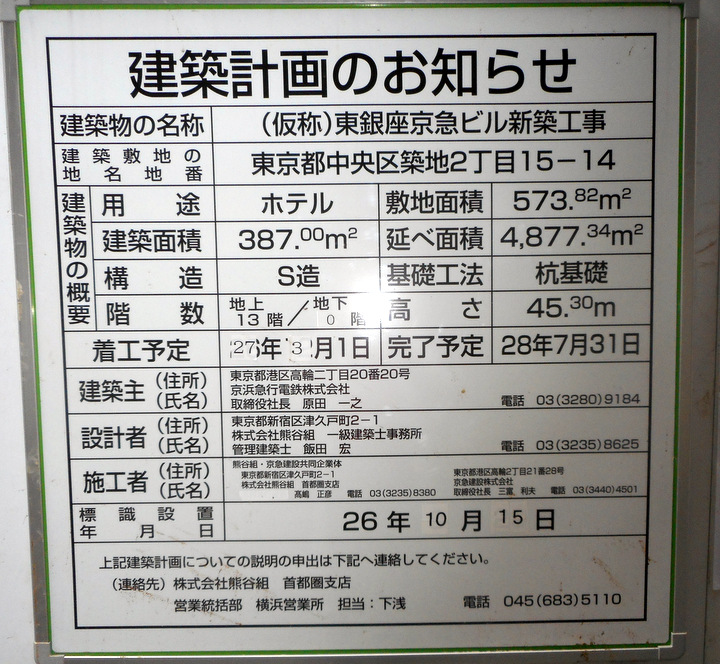 建築計画のお知らせ
建築物の名称 （仮称）東銀座京急ビル新築工事
建築敷地の地名地番 東京都中央区築地2丁目15－14
建築物の概要
用途 ホテル 敷地面積 573.82m²
建築面積 387.00m² 延べ面積 4,877.34m²
構造 S造 基礎工法 杭基礎
階数 地上13階／地下0階 高さ 45.30m
着工予定 27年3月1日 完了予定 28年7月31日
建築主（住所）（氏名）
東京都港区高輪二丁目20番20号
京浜急行電鉄株式会社
取締役社長 原田 一之 電話 03(3280)9184
設計者（住所）（氏名）
東京都新宿区津久戸町2－1
株式会社熊谷組 一級建築士事務所
管理建築士 飯田 宏 電話 03(3235)8625
施工者（住所）（氏名）
熊谷組・京急建設共同企業体
東京都新宿区津久戸町2－1
株式会社熊谷組 首都圏支店
高嶋 正彦 電話 03(3235)8380
東京都港区高輪2丁目21番28号
京急建設株式会社
取締役社長 三冨 利夫 電話 03(3440)4501
標識設置年月日 26年10月15日
上記建築計画についての説明の申出は下記へ連絡してください。
（連絡先）株式会社熊谷組 首都圏支店
営業統括部 横浜営業所 担当：下浅 電話 045(683)5110